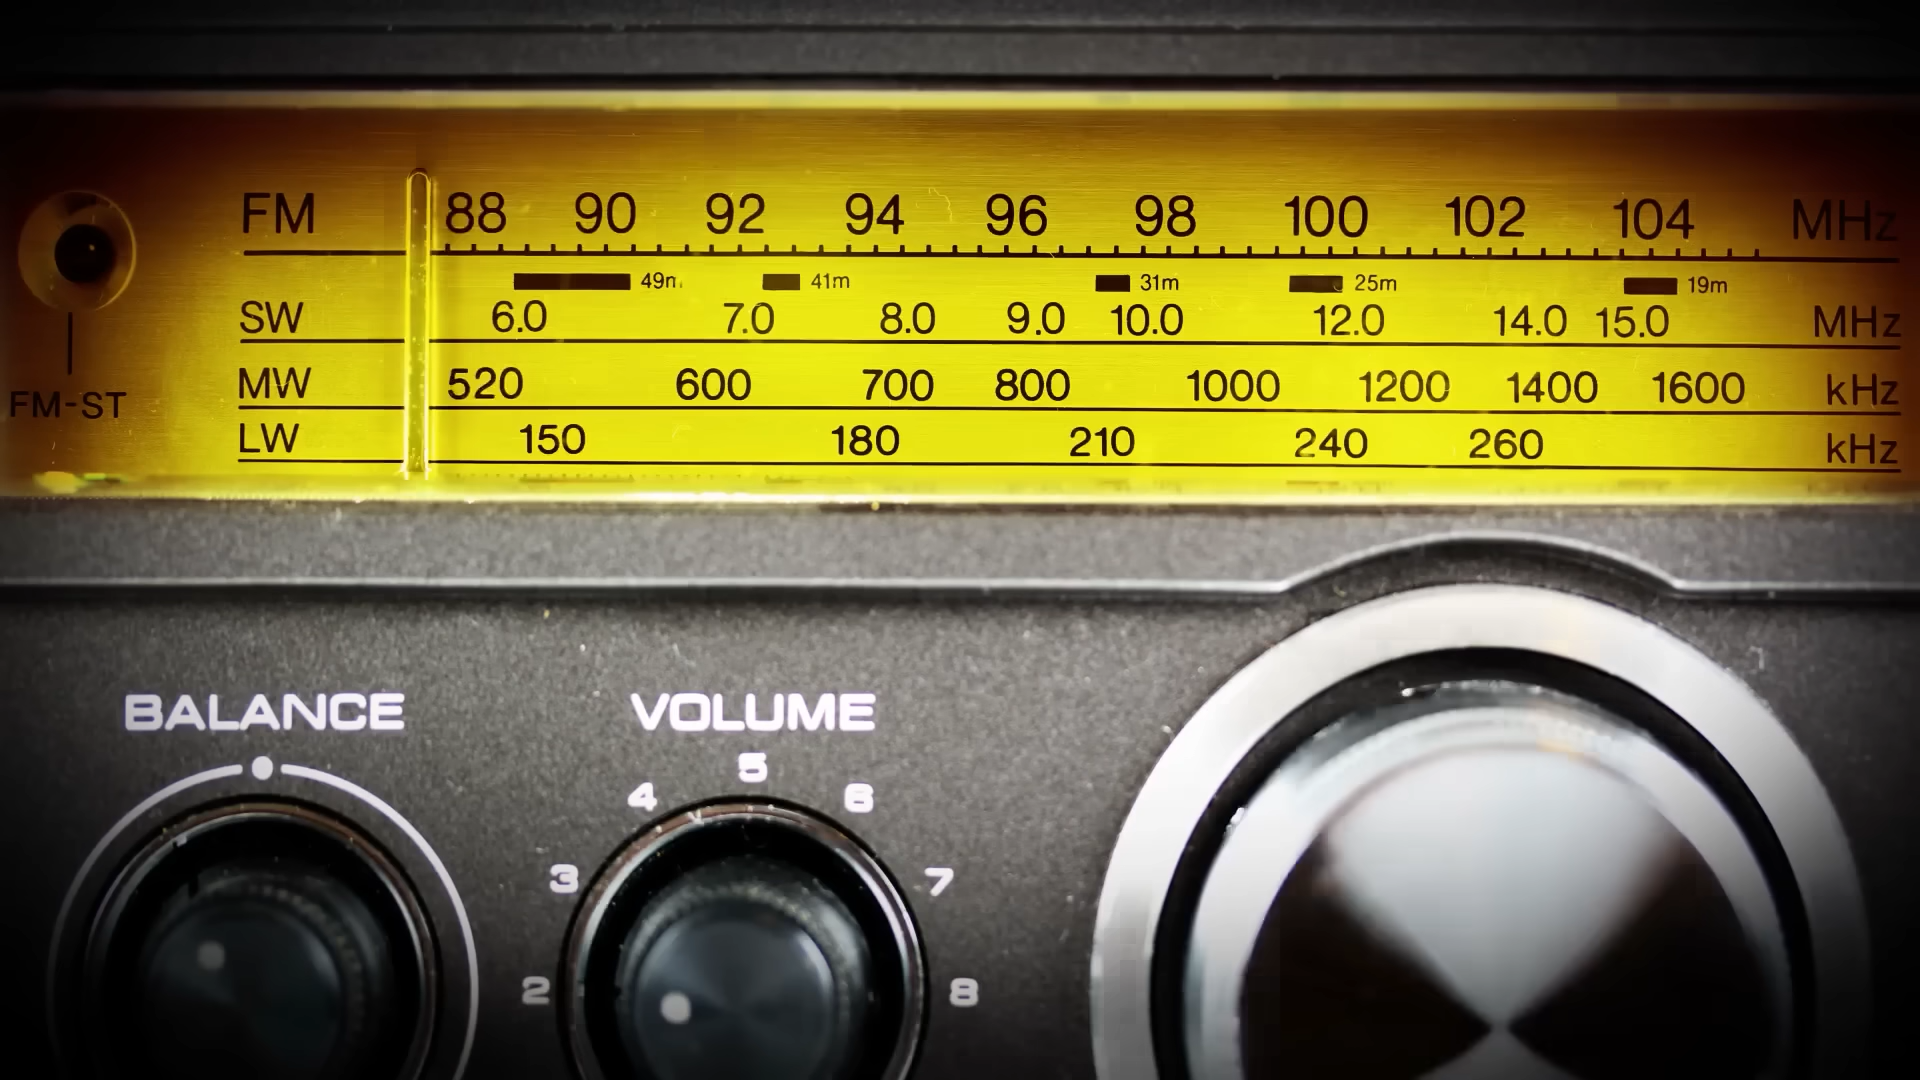 FM 88 90 92 94 96 98 100 102 104 MHz
49m 41m 31m 25m 19m
SW 6.0 7.0 8.0 9.0 10.0 12.0 14.0 15.0 MHz
MW 520 600 700 800 1000 1200 1400 1600 kHz
FM-ST
LW 150 180 210 240 260 kHz
BALANCE VOLUME
5
4 6
3 7
2 8